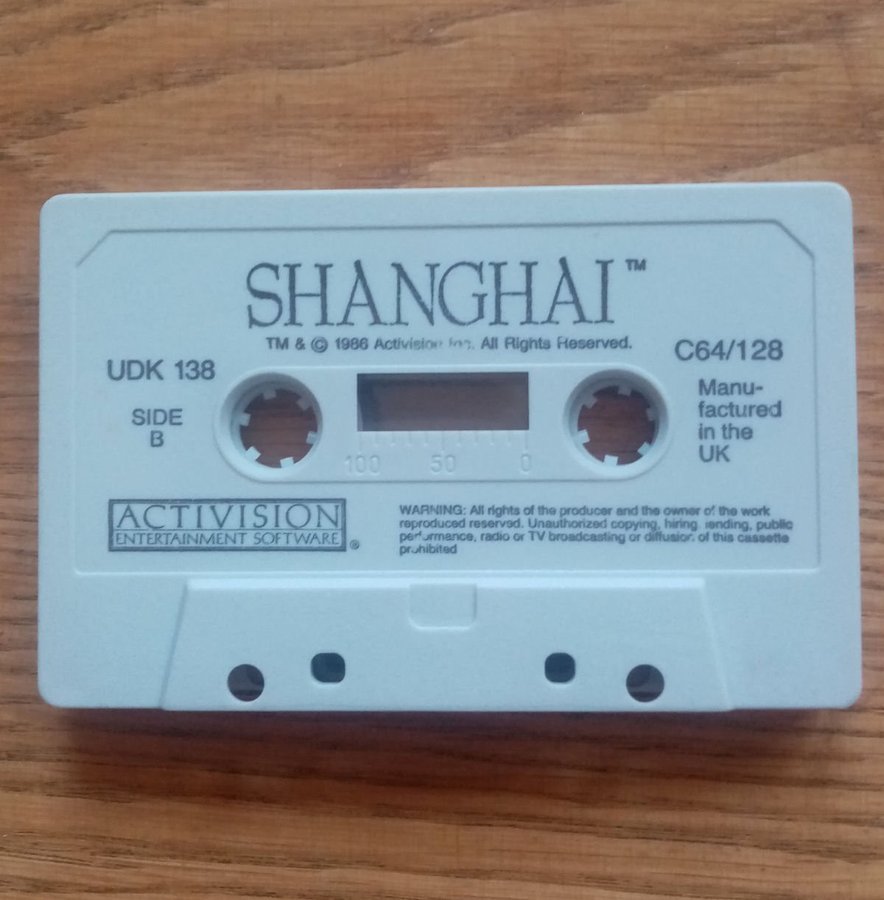 SHANGHAI™
TM & © 1986 Activision Inc. All Rights Reserved.
UDK 138
C64/128
SIDE
B
Manu-
factured
in the
UK
100 50 0
ACTIVISION
ENTERTAINMENT SOFTWARE®
WARNING: All rights of the producer and the owner of the work
reproduced reserved. Unauthorized copying, hiring, lending, public
performance, radio or TV broadcasting or diffusion of this cassette
prohibited